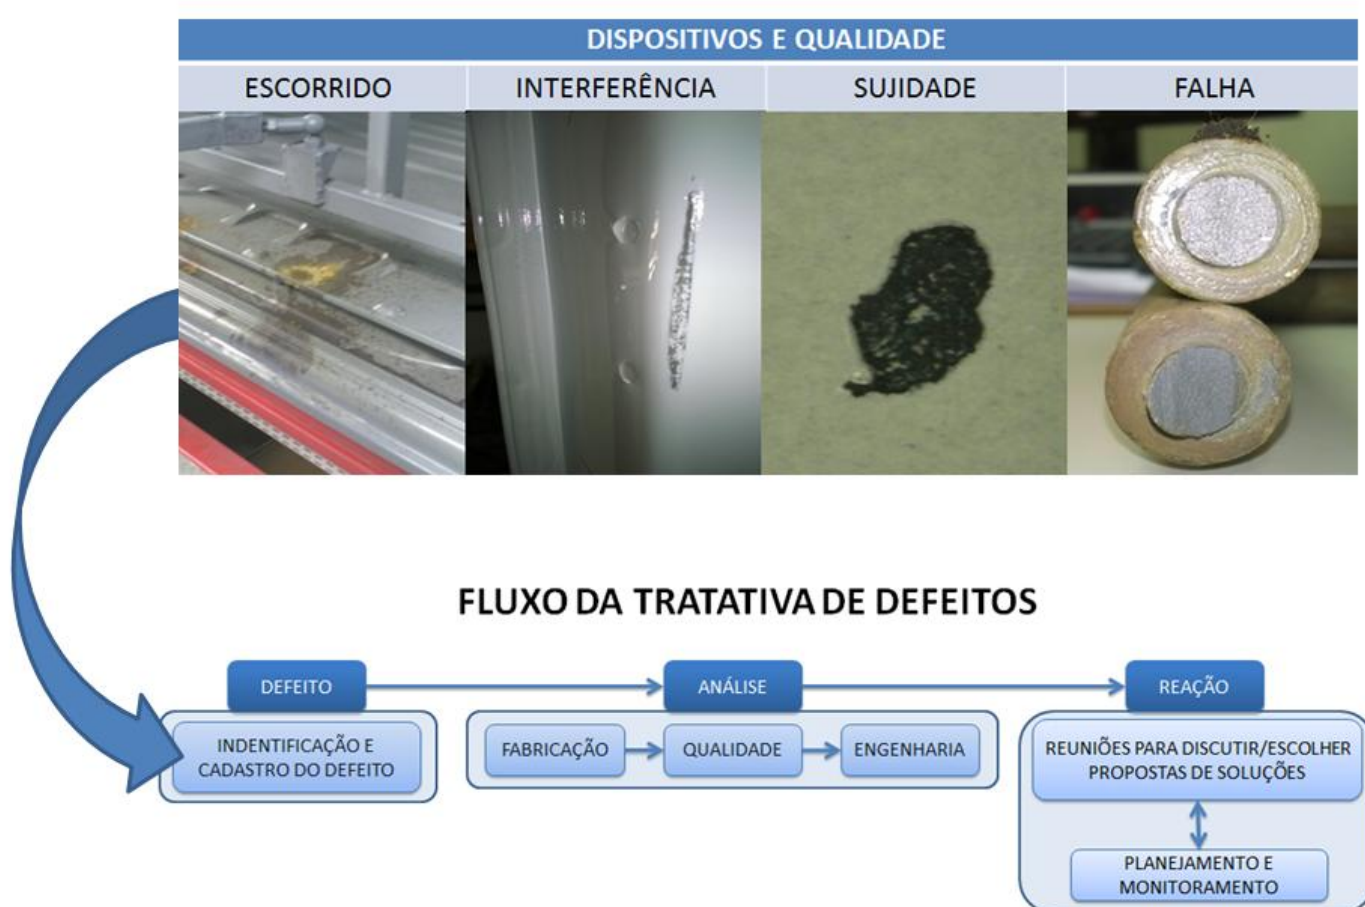 DISPOSITIVOS E QUALIDADE
ESCORRIDO
INTERFERÊNCIA
SUJIDADE
FALHA
FLUXO DA TRATATIVA DE DEFEITOS
DEFEITO
ANÁLISE
REAÇÃO
INDENTIFICAÇÃO E
CADASTRO DO DEFEITO
FABRICAÇÃO
QUALIDADE
ENGENHARIA
REUNIÕES PARA DISCUTIR/ESCOLHER
PROPOSTAS DE SOLUÇÕES
PLANEJAMENTO E
MONITORAMENTO